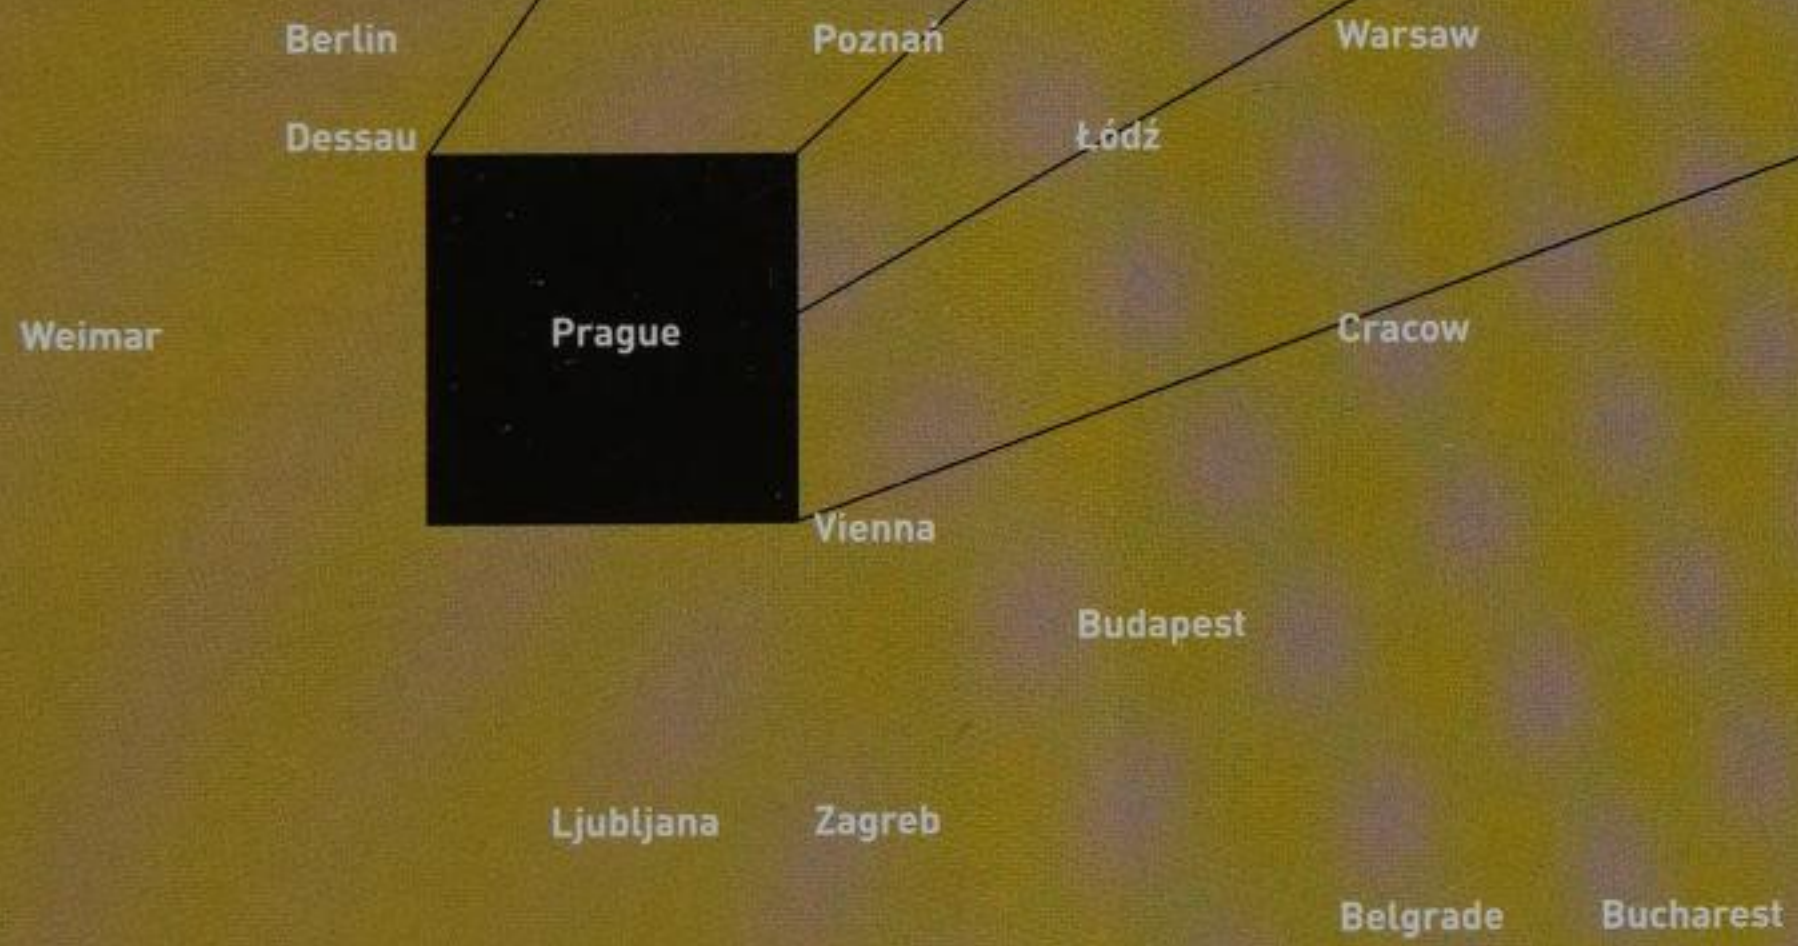 Berlin
Poznań
Warsaw
Dessau
Łódź
Weimar
Prague
Cracow
Vienna
Budapest
Ljubljana
Zagreb
Belgrade
Bucharest